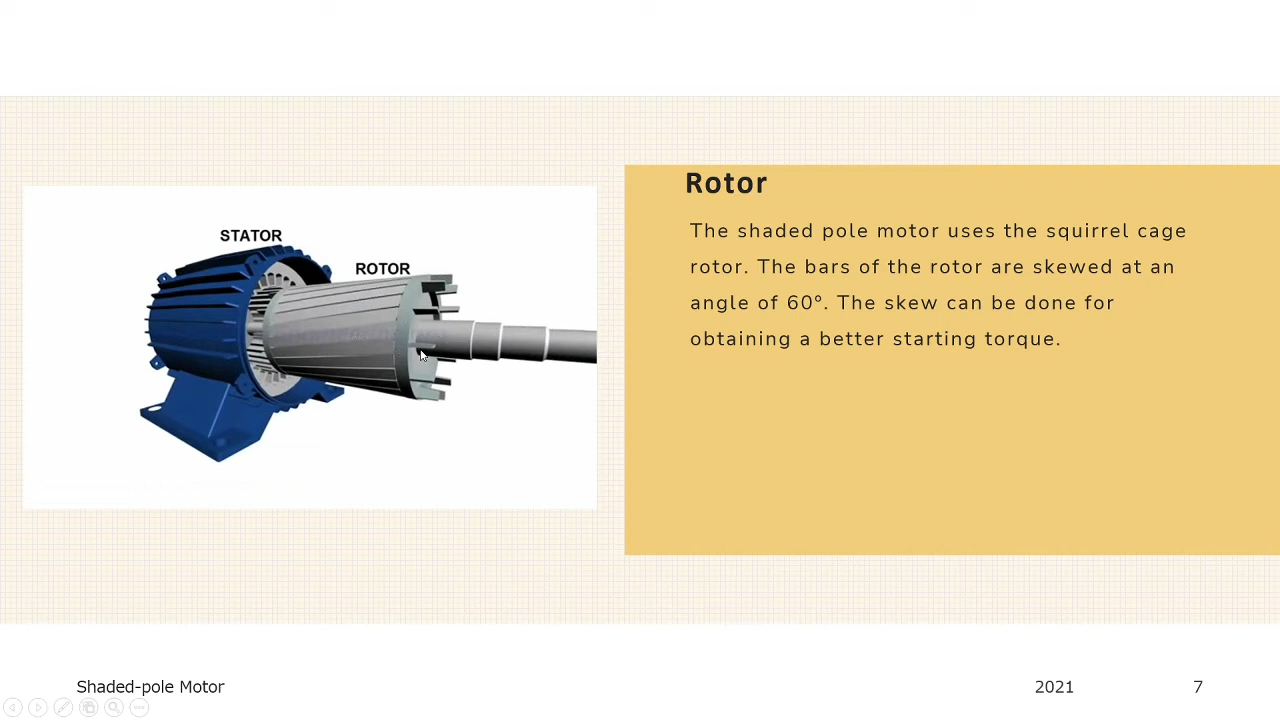 STATOR
ROTOR
Rotor
The shaded pole motor uses the squirrel cage
rotor. The bars of the rotor are skewed at an
angle of 60º. The skew can be done for
obtaining a better starting torque.
Shaded-pole Motor
2021
7